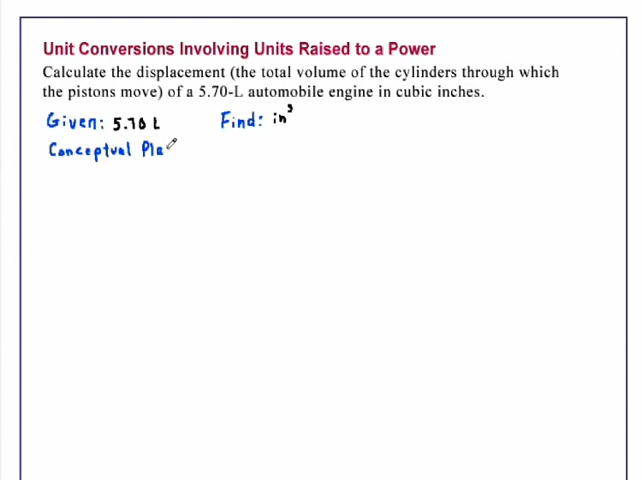 Unit Conversions Involving Units Raised to a Power
Calculate the displacement (the total volume of the cylinders through which
the pistons move) of a 5.70-L automobile engine in cubic inches.
Given: 5.70 L Find: in³
Conceptual Pla